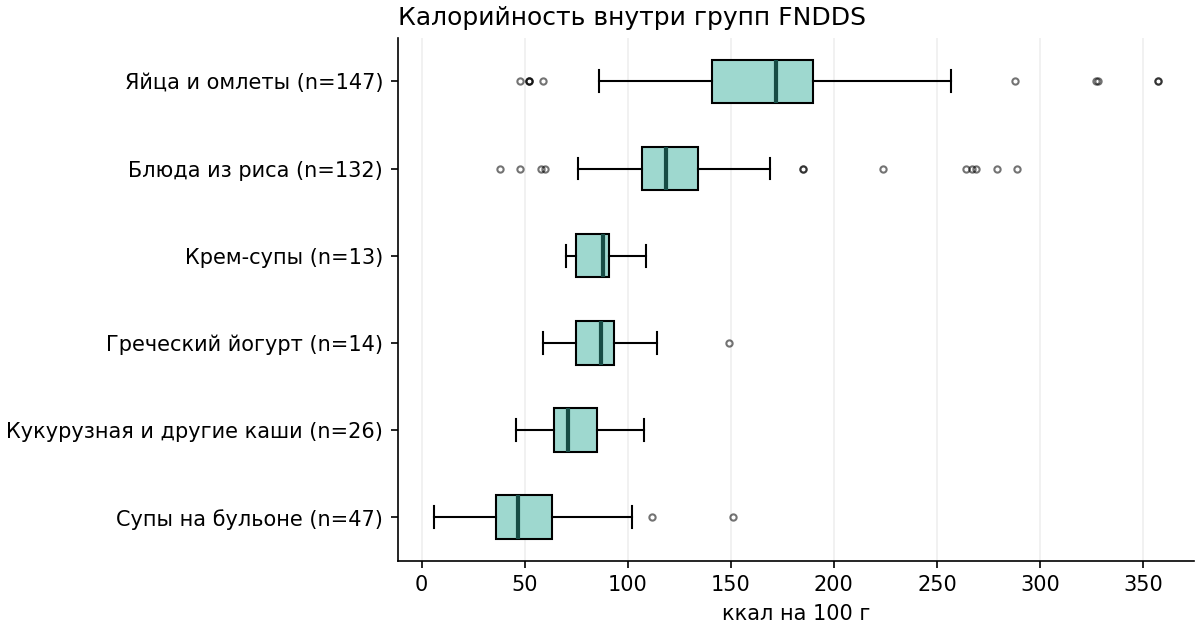 Калорийность внутри групп FNDDS
Яйца и омлеты (n=147)
Блюда из риса (n=132)
Крем-супы (n=13)
Греческий йогурт (n=14)
Кукурузная и другие каши (n=26)
Супы на бульоне (n=47)
0 50 100 150 200 250 300 350
ккал на 100 г